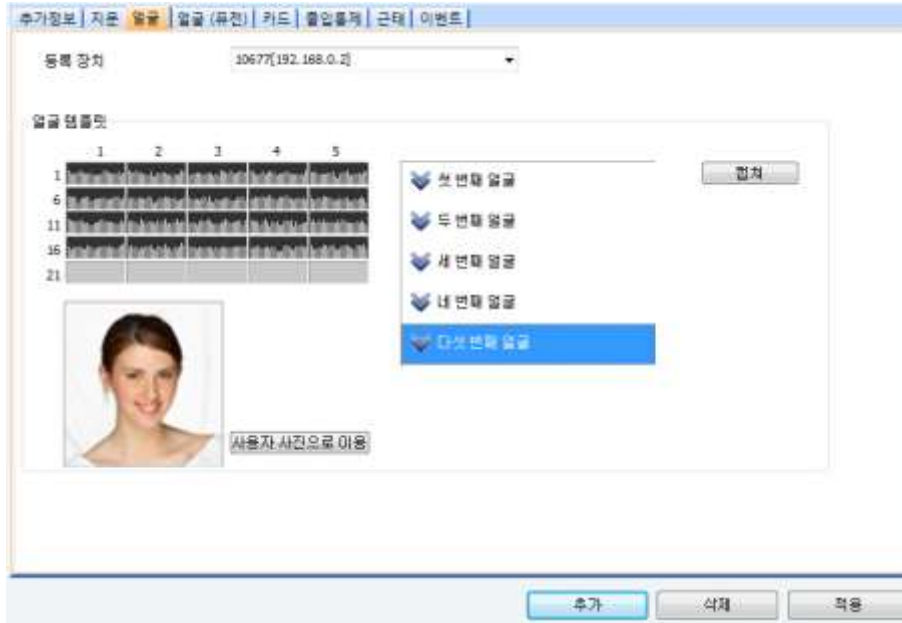 추가정보 지문 얼굴 얼굴 (퓨전) 카드 출입통제 근태 이벤트
등록 장치 10677[192.168.0.2]
얼굴 템플릿
1 2 3 4 5
1
6
11
16
21
첫 번째 얼굴
두 번째 얼굴
세 번째 얼굴
네 번째 얼굴
다섯 번째 얼굴
캡쳐
사용자 사진으로 이용
추가 삭제 적용